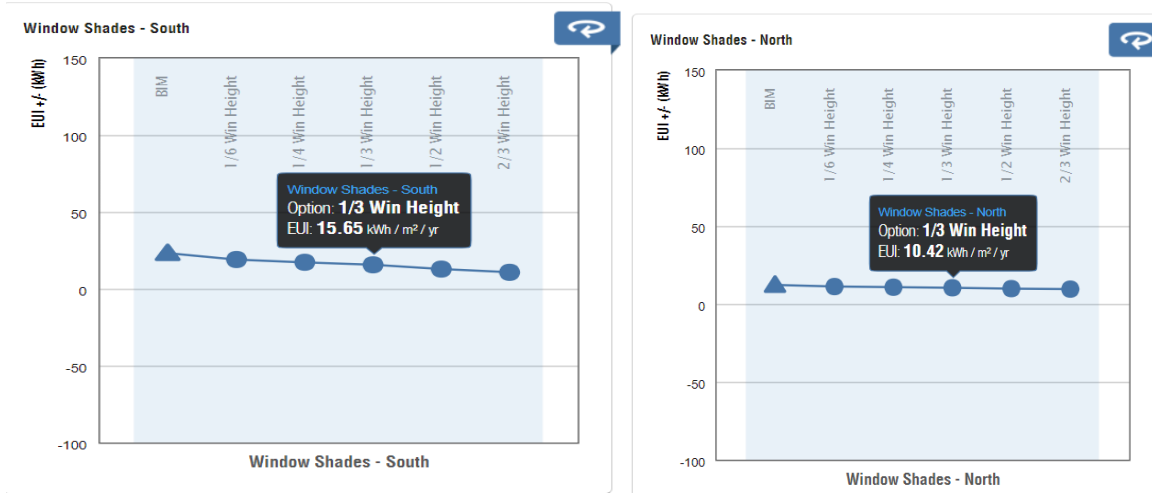 Window Shades - South
EUI +/- (kWh)
150
100
50
0
-50
-100
BIM
1/6 Win Height
1/4 Win Height
1/3 Win Height
1/2 Win Height
2/3 Win Height
Window Shades - South
Option: 1/3 Win Height
EUI: 15.65 kWh / m² / yr
Window Shades - South
Window Shades - North
EUI +/- (kWh)
150
100
50
0
-50
-100
BIM
1/6 Win Height
1/4 Win Height
1/3 Win Height
1/2 Win Height
2/3 Win Height
Window Shades - North
Option: 1/3 Win Height
EUI: 10.42 kWh / m² / yr
Window Shades - North